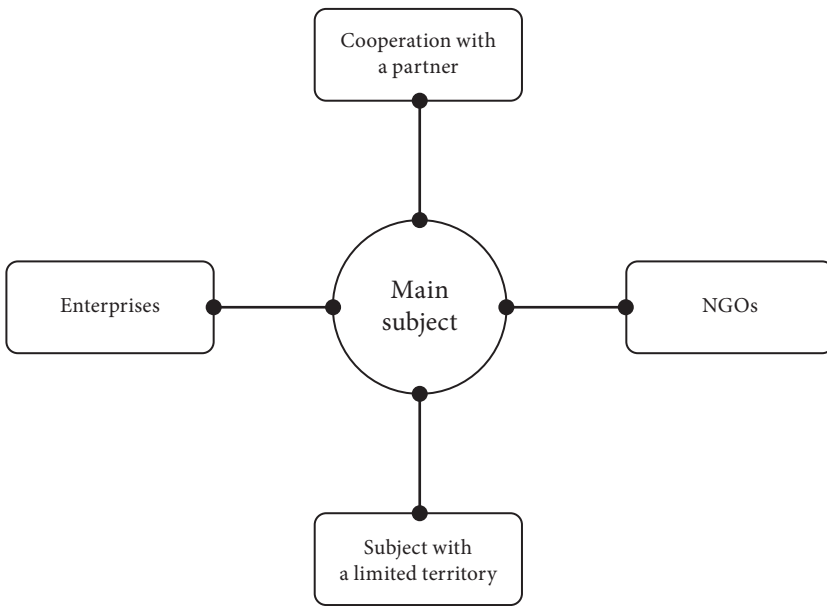 Cooperation with
a partner
Enterprises
Main
subject
NGOs
Subject with
a limited territory